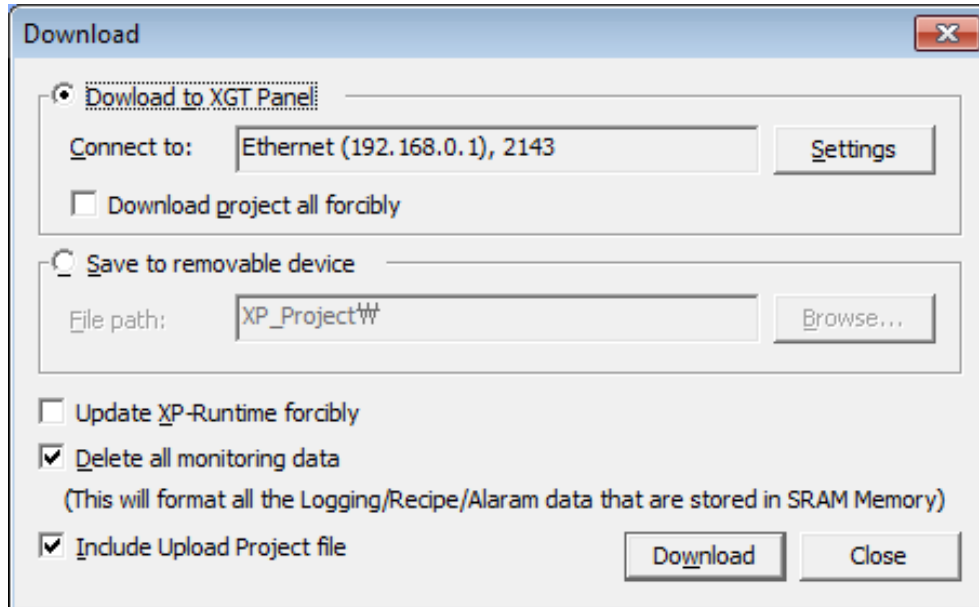 Download
Dowload to XGT Panel
Connect to: Ethernet (192.168.0.1), 2143 Settings
Download project all forcibly
Save to removable device
File path: XP_Project₩ Browse...
Update XP-Runtime forcibly
Delete all monitoring data
(This will format all the Logging/Recipe/Alaram data that are stored in SRAM Memory)
Include Upload Project file
Download Close